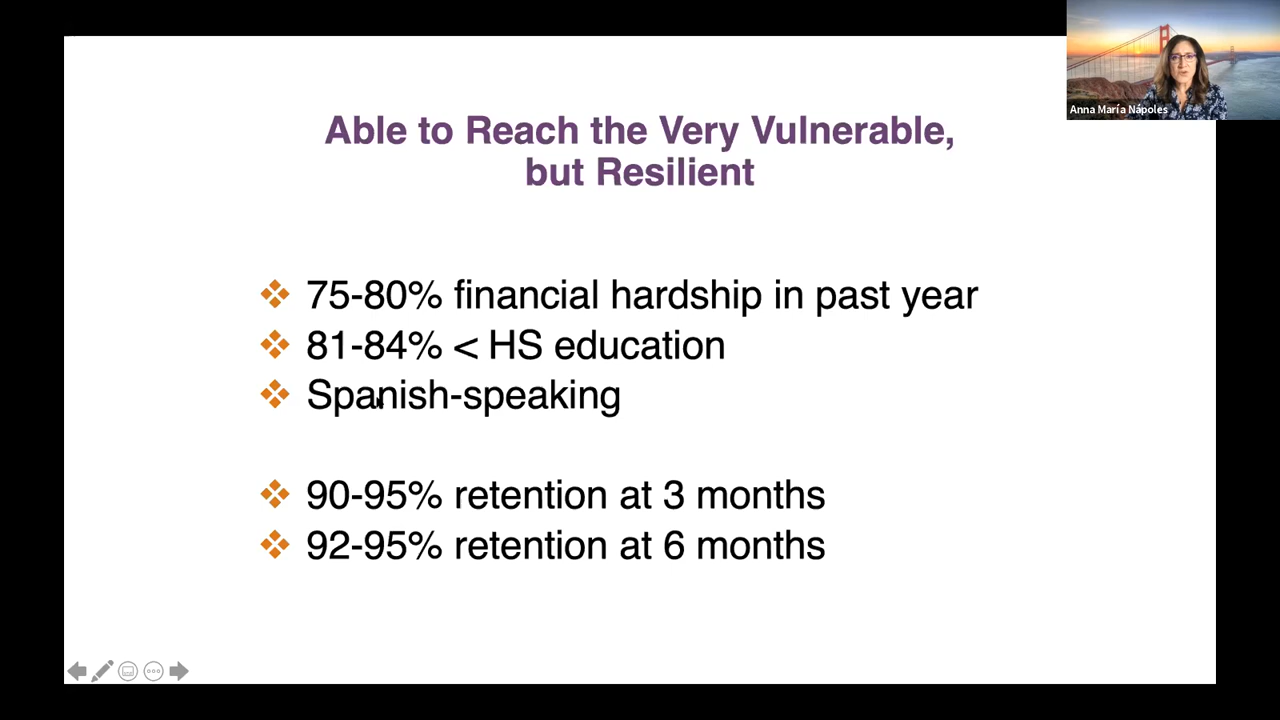 Anna María Nápoles
Able to Reach the Very Vulnerable,
but Resilient
75-80% financial hardship in past year
81-84% < HS education
Spanish-speaking
90-95% retention at 3 months
92-95% retention at 6 months